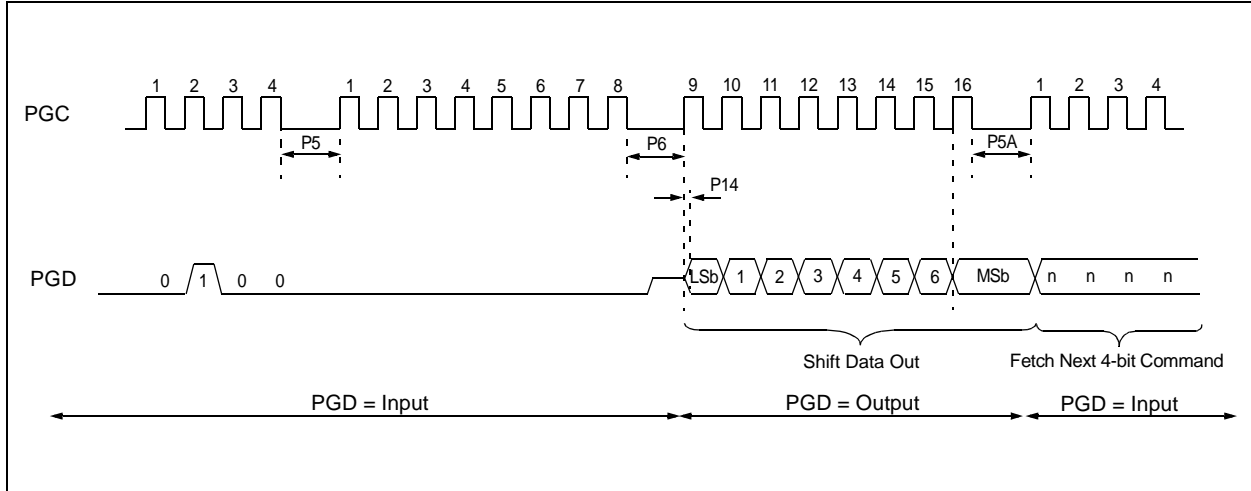 1 2 3 4 1 2 3 4 5 6 7 8 9 10 11 12 13 14 15 16 1 2 3 4
PGC
P5 P6 P5A
P14
PGD
0 1 0 0 LSb 1 2 3 4 5 6 MSb n n n n
Shift Data Out Fetch Next 4-bit Command
PGD = Input PGD = Output PGD = Input